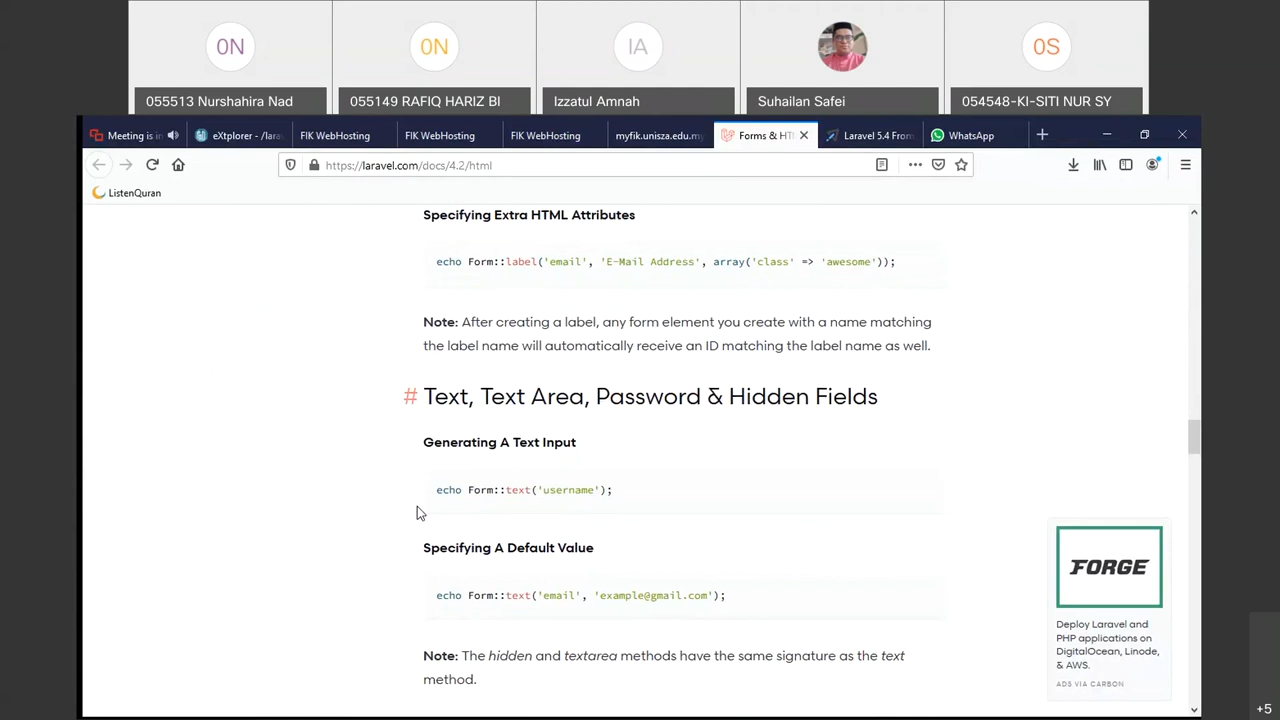 0N
0N
IA
0S
055513 Nurshahira Nad
055149 RAFIQ HARIZ BI
Izzatul Amnah
Suhailan Safei
054548-KI-SITI NUR SY
Meeting is in
eXtplorer - /lara
FIK WebHosting
FIK WebHosting
FIK WebHosting
myfik.unisza.edu.my
Forms & HT
Laravel 5.4 From
WhatsApp
https://laravel.com/docs/4.2/html
ListenQuran
Specifying Extra HTML Attributes
echo Form::label('email', 'E-Mail Address', array('class' => 'awesome'));
Note: After creating a label, any form element you create with a name matching
the label name will automatically receive an ID matching the label name as well.
# Text, Text Area, Password & Hidden Fields
Generating A Text Input
echo Form::text('username');
Specifying A Default Value
echo Form::text('email', 'example@gmail.com');
Note: The hidden and textarea methods have the same signature as the text
method.
FORGE
Deploy Laravel and
PHP applications on
DigitalOcean, Linode,
& AWS.
ADS VIA CARBON
+5